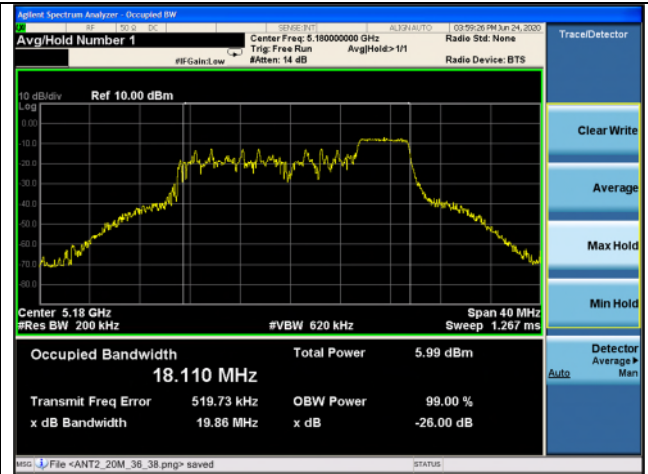 Agilent Spectrum Analyzer - Occupied BW
RF 50 Ω DC SENSE:INT ALIGN AUTO 03:59:26 PM Jun 24, 2020
Avg/Hold Number 1 Center Freq: 5.180000000 GHz Radio Std: None
Trig: Free Run Avg|Hold:>1/1
#IFGain:Low #Atten: 14 dB Radio Device: BTS
Trace/Detector
10 dB/div Ref 10.00 dBm
Log
0.00
-10.0
-20.0
-30.0
-40.0
-50.0
-60.0
-70.0
-80.0
Center 5.18 GHz Span 40 MHz
#Res BW 200 kHz #VBW 620 kHz Sweep 1.267 ms
Occupied Bandwidth Total Power 5.99 dBm
18.110 MHz
Transmit Freq Error 519.73 kHz OBW Power 99.00 %
x dB Bandwidth 19.86 MHz x dB -26.00 dB
Clear Write
Average
Max Hold
Min Hold
Detector
Average▶
Auto Man
MSG File <ANT2_20M_36_38.png> saved STATUS